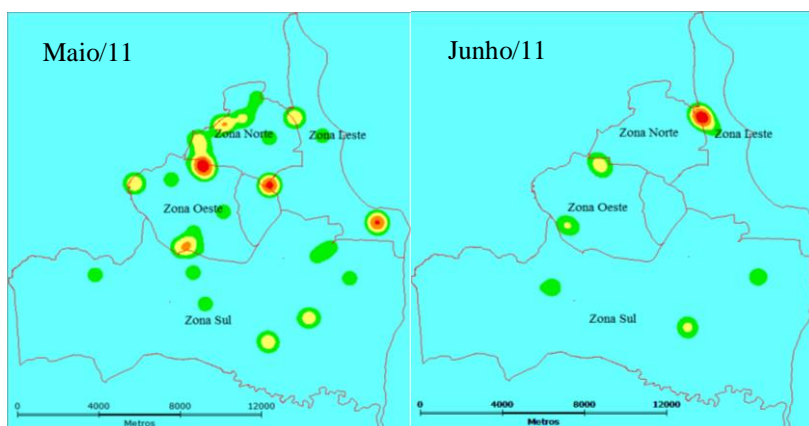 Maio/11
Zona Norte
Zona Leste
Zona Oeste
Zona Sul
0 4000 8000 12000
Metros
Junho/11
Zona Norte
Zona Leste
Zona Oeste
Zona Sul
0 4000 8000 12000
Metros